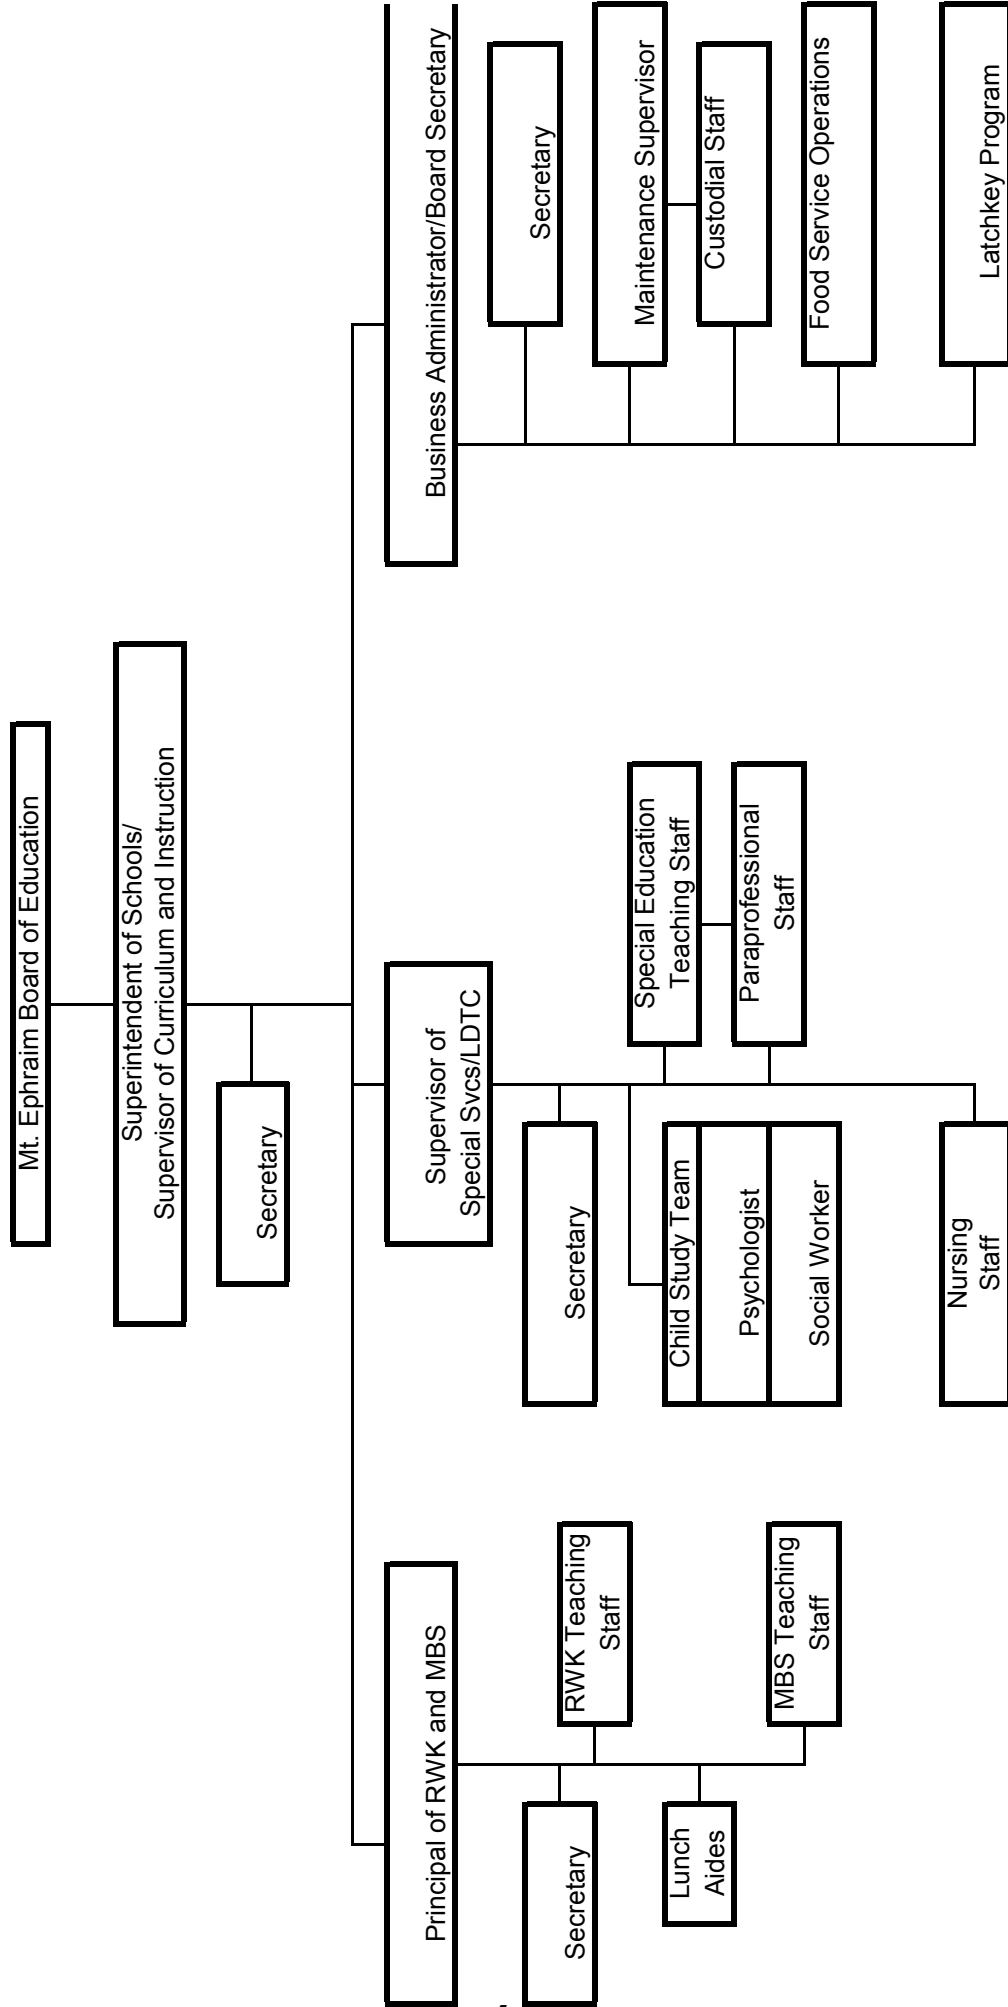 Mt. Ephraim Board of Education
Superintendent of Schools/
Supervisor of Curriculum and Instruction
Secretary
Principal of RWK and MBS
Secretary
RWK Teaching
Staff
Lunch
Aides
MBS Teaching
Staff
Supervisor of
Special Svcs/LDTC
Secretary
Child Study Team
Psychologist
Social Worker
Special Education
Teaching Staff
Paraprofessional
Staff
Nursing
Staff
Business Administrator/Board Secretary
Secretary
Maintenance Supervisor
Custodial Staff
Food Service Operations
Latchkey Program